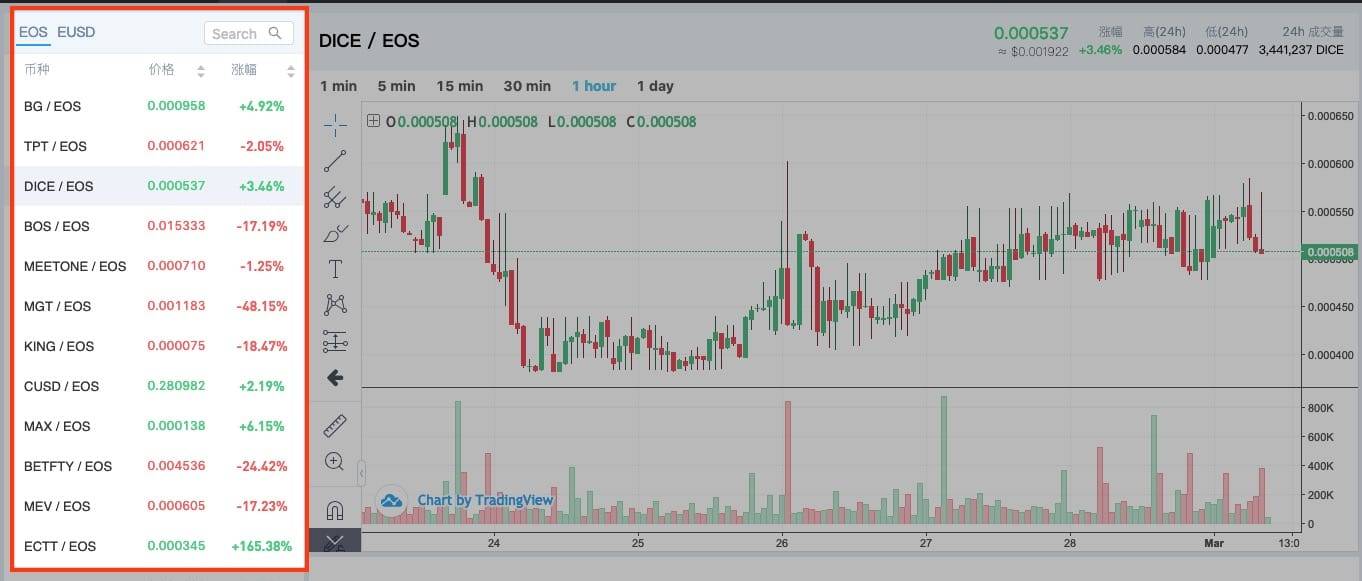 EOS EUSD Search
币种 价格 涨幅
BG / EOS 0.000958 +4.92%
TPT / EOS 0.000621 -2.05%
DICE / EOS 0.000537 +3.46%
BOS / EOS 0.015333 -17.19%
MEETONE / EOS 0.000710 -1.25%
MGT / EOS 0.001183 -48.15%
KING / EOS 0.000075 -18.47%
CUSD / EOS 0.280982 +2.19%
MAX / EOS 0.000138 +6.15%
BETFTY / EOS 0.004536 -24.42%
MEV / EOS 0.000605 -17.23%
ECTT / EOS 0.000345 +165.38%
DICE / EOS
0.000537 涨幅 高(24h) 低(24h) 24h 成交量
≈ $0.001922 +3.46% 0.000584 0.000477 3,441,237 DICE
1 min 5 min 15 min 30 min 1 hour 1 day
O0.000508 H0.000508 L0.000508 C0.000508
0.000650
0.000600
0.000550
0.000508
0.000500
0.000450
0.000400
800K
600K
400K
200K
0
Chart by TradingView
24 25 26 27 28 Mar 13:0